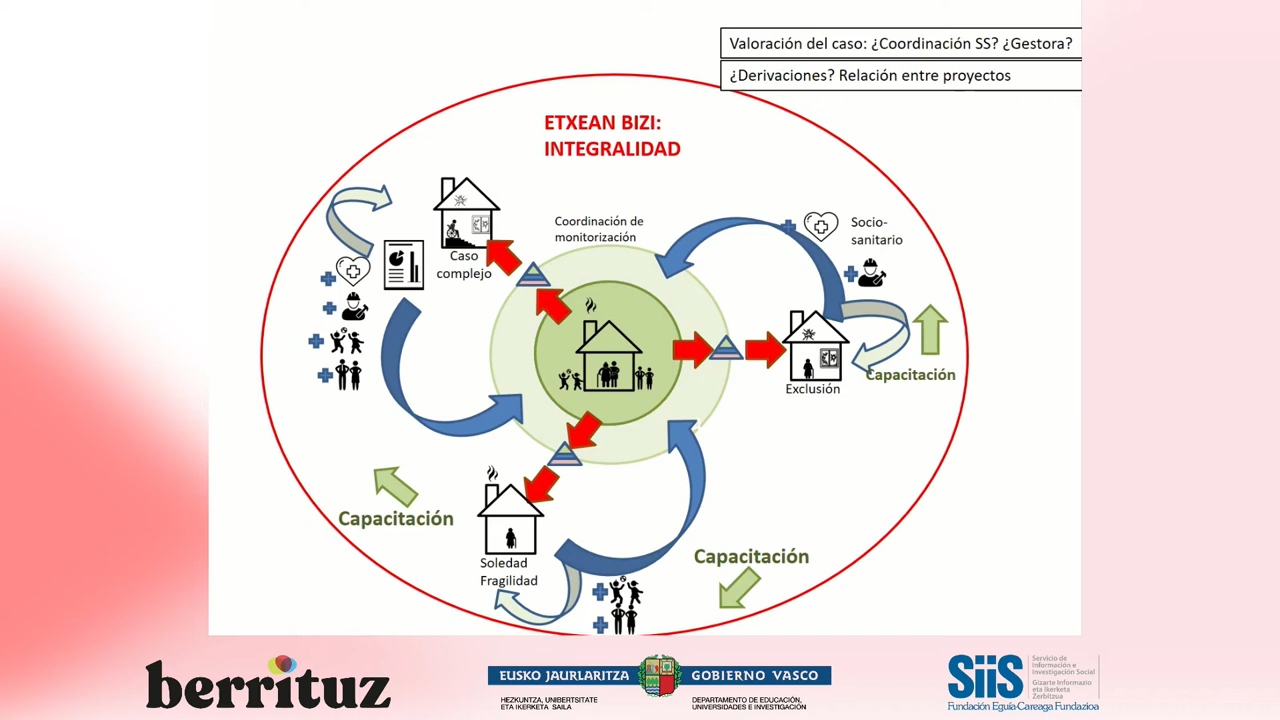 Valoración del caso: ¿Coordinación SS? ¿Gestora?
¿Derivaciones? Relación entre proyectos
ETXEAN BIZI:
INTEGRALIDAD
Coordinación de
monitorización
Socio-
sanitario
Caso
complejo
Capacitación
Exclusión
Capacitación
Capacitación
Soledad
Fragilidad
berrituz
EUSKO JAURLARITZA
GOBIERNO VASCO
HEZKUNTZA, UNIBERTSITATE
ETA IKERKETA SAILA
DEPARTAMENTO DE EDUCACIÓN,
UNIVERSIDADES E INVESTIGACIÓN
SiiS
Servicio de
Información e
Investigación Social
Gizarte Informazio
eta Ikerketa
Zerbitzua
Fundación Eguía-Careaga Fundazioa